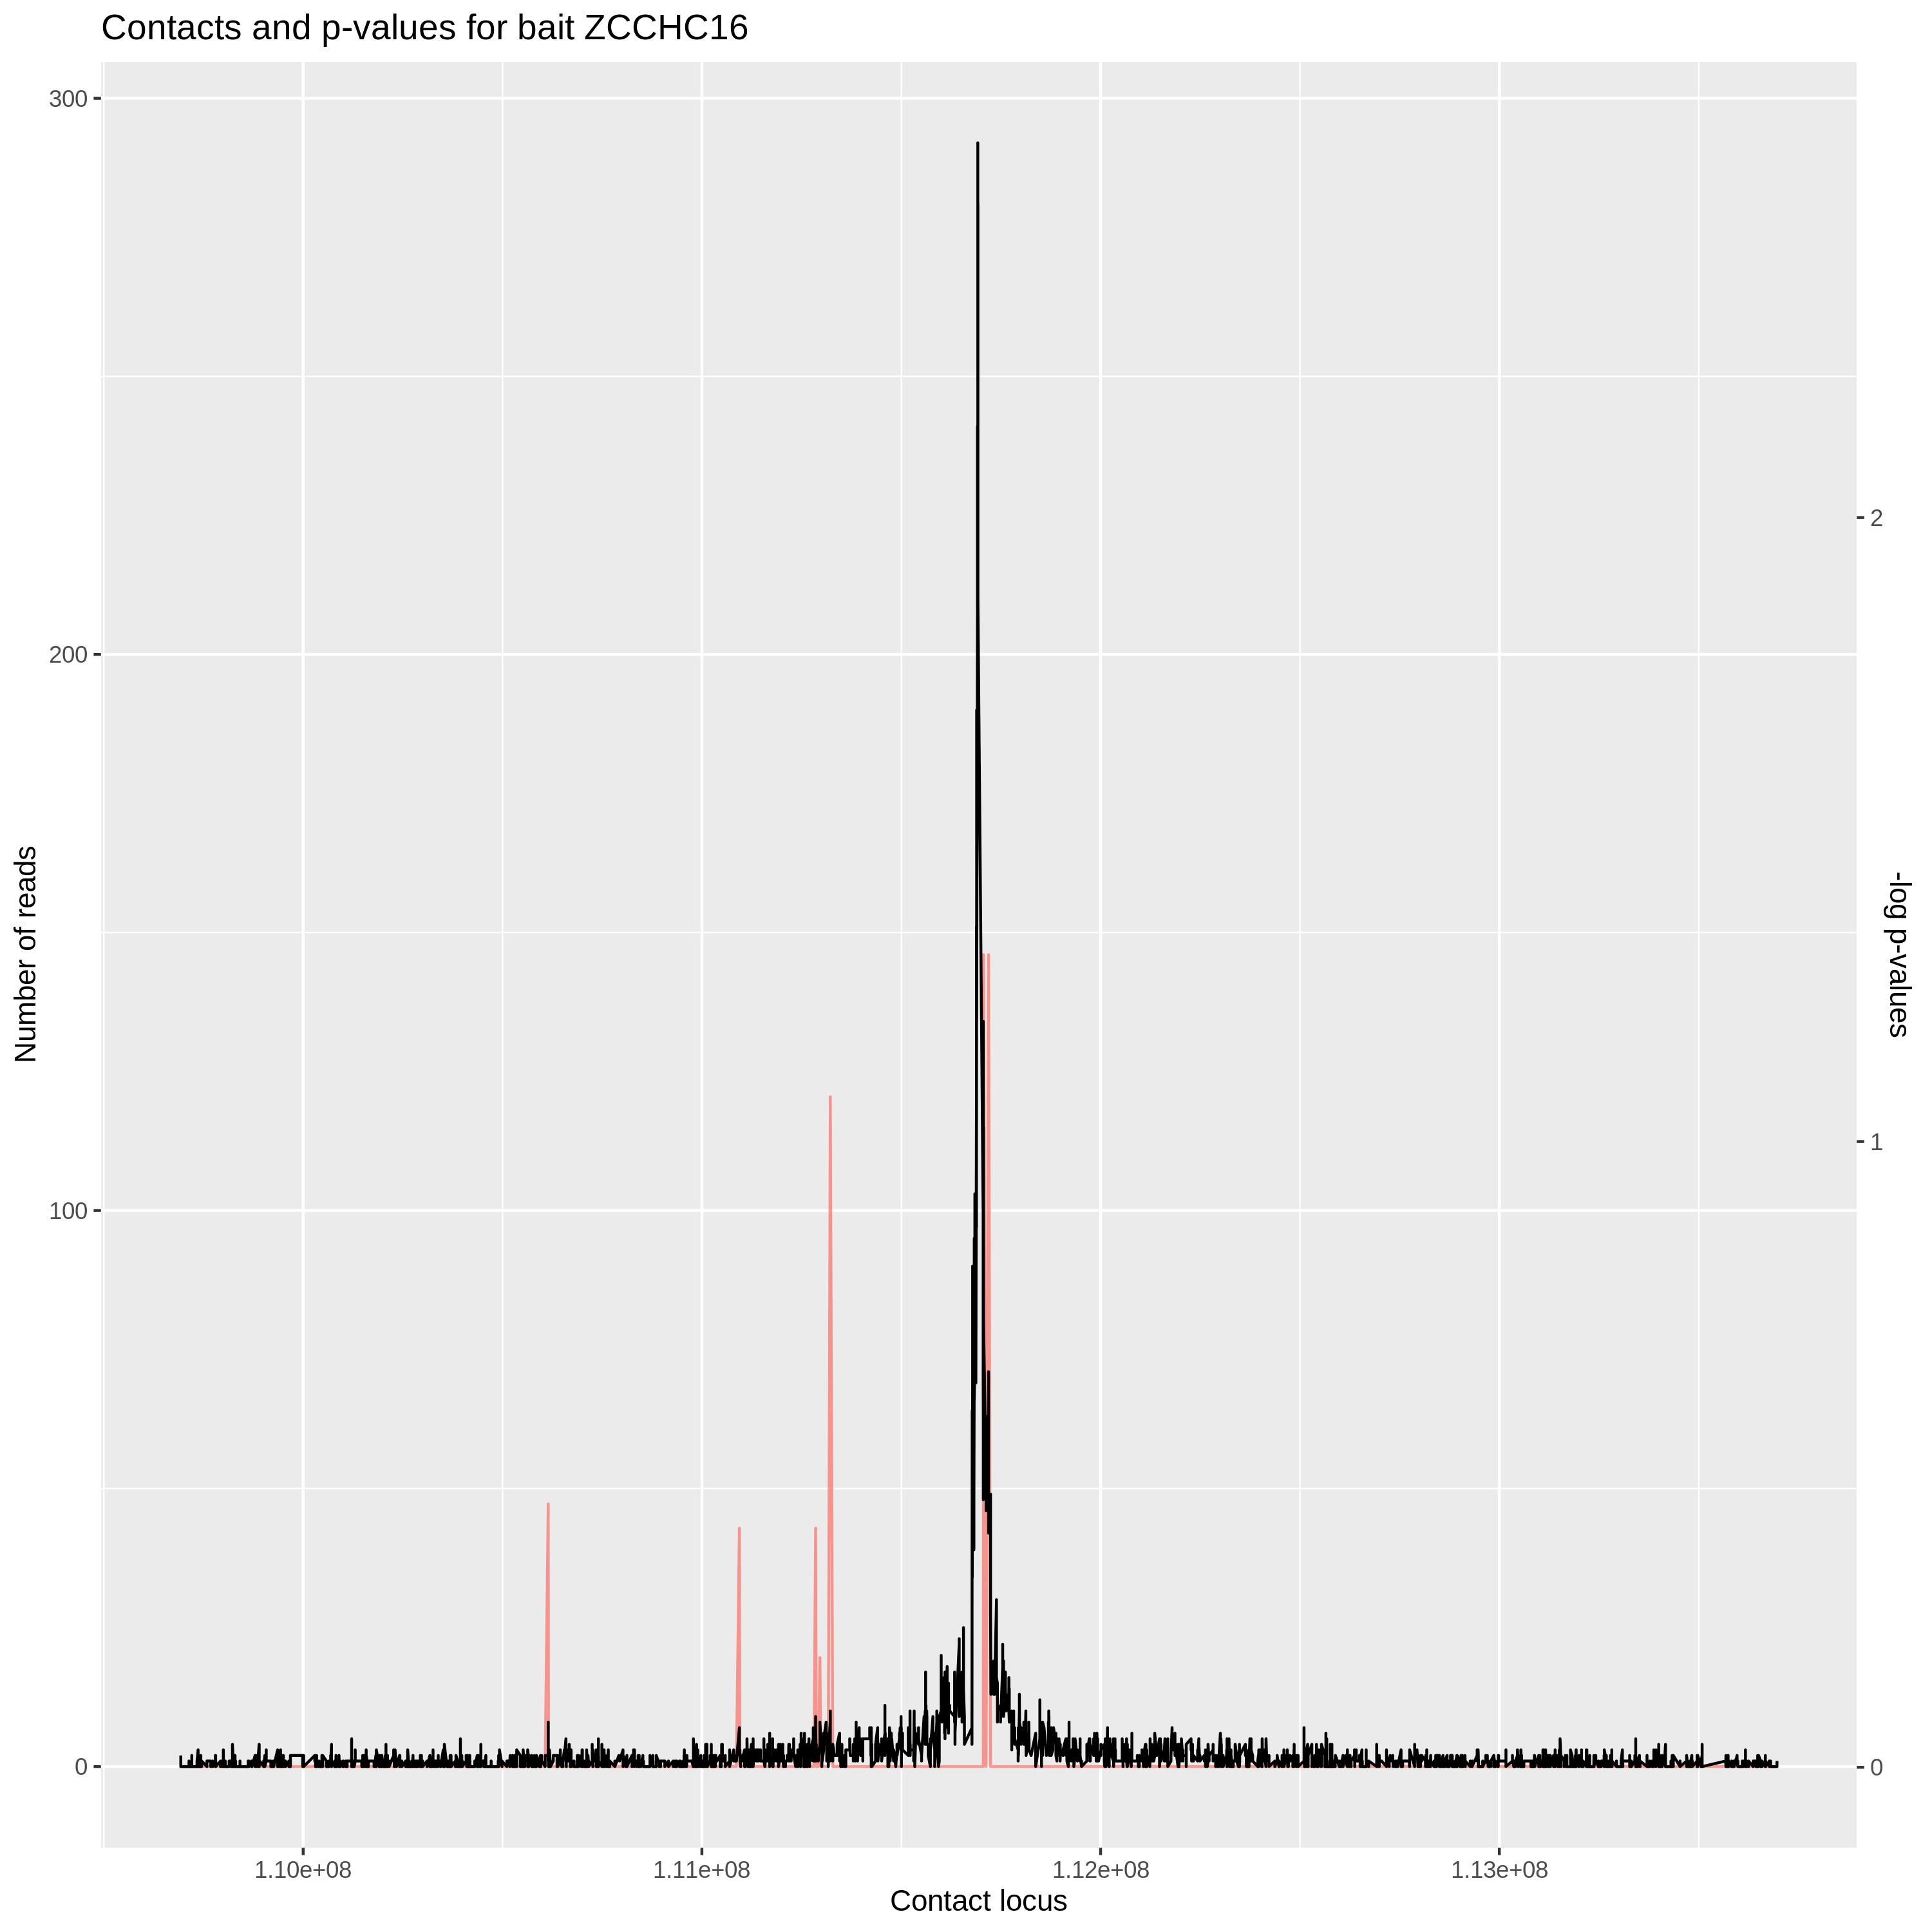 Contacts and p-values for bait ZCCHC16
300
200
100
0
Number of reads
2
1
0
-log p-values
1.10e+08
1.11e+08
1.12e+08
1.13e+08
Contact locus